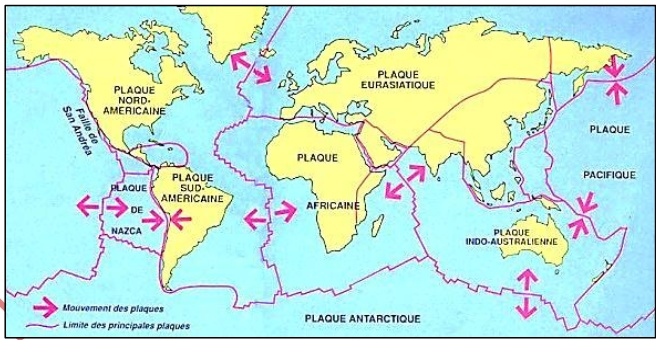 PLAQUE
NORD-
AMERICAINE
Faille de
San Andréa
PLAQUE
EURASIATIQUE
PLAQUE
PACIFIQUE
PLAQUE
AFRICAINE
PLAQUE
SUD-
AMERICAINE
PLAQUE
DE
NAZCA
PLAQUE
INDO-AUSTRALIENNE
PLAQUE ANTARCTIQUE
Mouvement des plaques
Limite des principales plaques